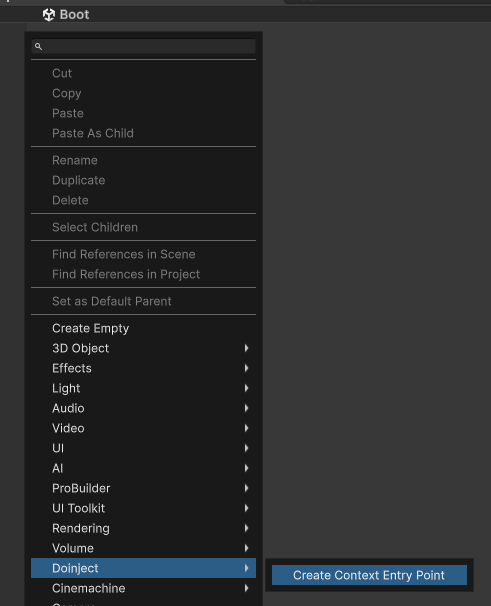 Boot
Cut
Copy
Paste
Paste As Child
Rename
Duplicate
Delete
Select Children
Find References in Scene
Find References in Project
Set as Default Parent
Create Empty
3D Object
Effects
Light
Audio
Video
UI
AI
ProBuilder
UI Toolkit
Rendering
Volume
Doinject
Create Context Entry Point
Cinemachine